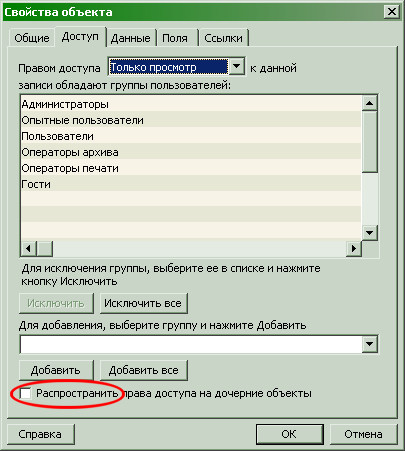 Свойства объекта
Общие Доступ Данные Поля Ссылки
Правом доступа Только просмотр к данной
записи обладают группы пользователей:
Администраторы
Опытные пользователи
Пользователи
Операторы архива
Операторы печати
Гости
Для исключения группы, выберите ее в списке и нажмите
кнопку Исключить
Исключить Исключить все
Для добавления, выберите группу и нажмите Добавить
Добавить Добавить все
Распространить права доступа на дочерние объекты
Справка ОК Отмена